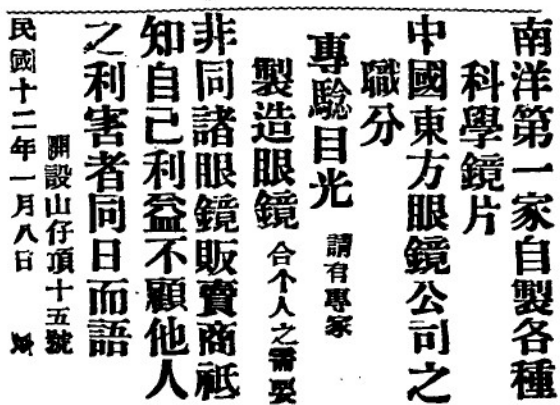 南洋第一家自製各種
科學鏡片
中國東方眼鏡公司之
職分
專驗目光 請有專家
製造眼鏡 合个人之需要
非同諸眼鏡販賣商祗
知自己利益不顧他人
之利害者同日而語
開設山仔頂十五號
民國十二年一月八日